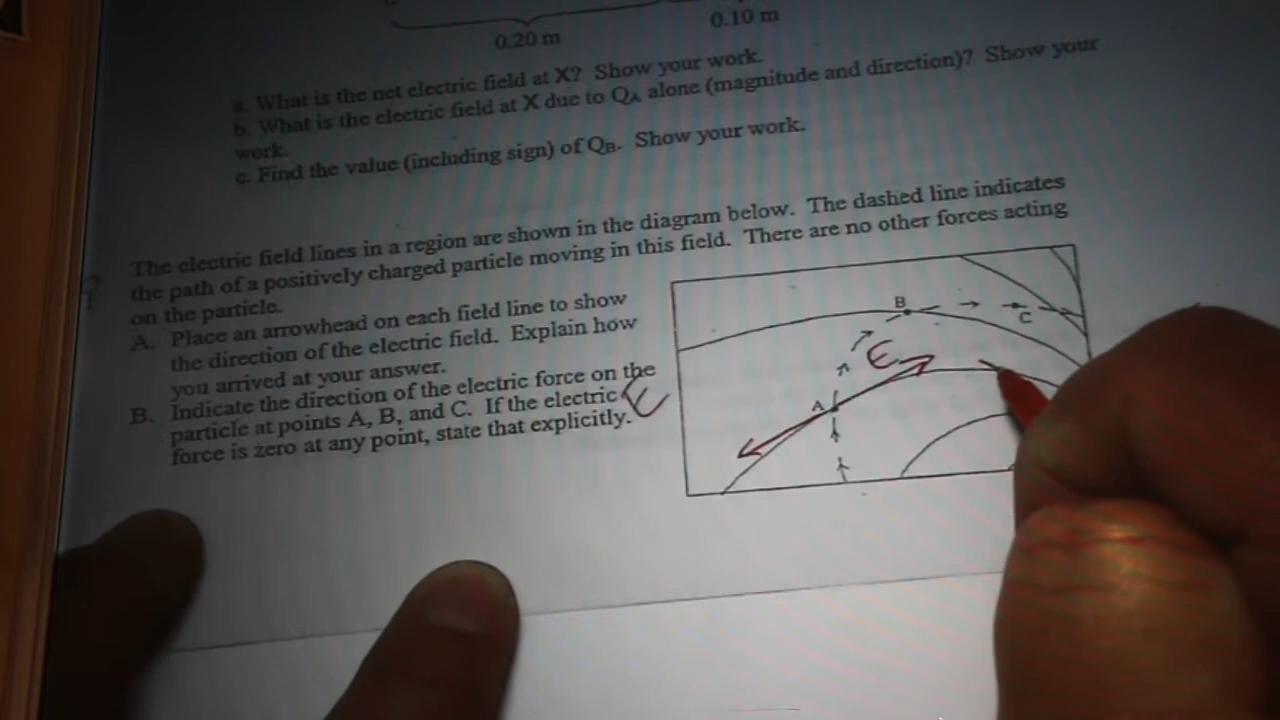 0.20 m
0.10 m
a. What is the net electric field at X? Show your work.
b. What is the electric field at X due to QA alone (magnitude and direction)? Show your
work.
c. Find the value (including sign) of QB. Show your work.
The electric field lines in a region are shown in the diagram below. The dashed line indicates
the path of a positively charged particle moving in this field. There are no other forces acting
on the particle.
A. Place an arrowhead on each field line to show
the direction of the electric field. Explain how
you arrived at your answer.
B. Indicate the direction of the electric force on the
particle at points A, B, and C. If the electric
force is zero at any point, state that explicitly.
B
C
E
A
E